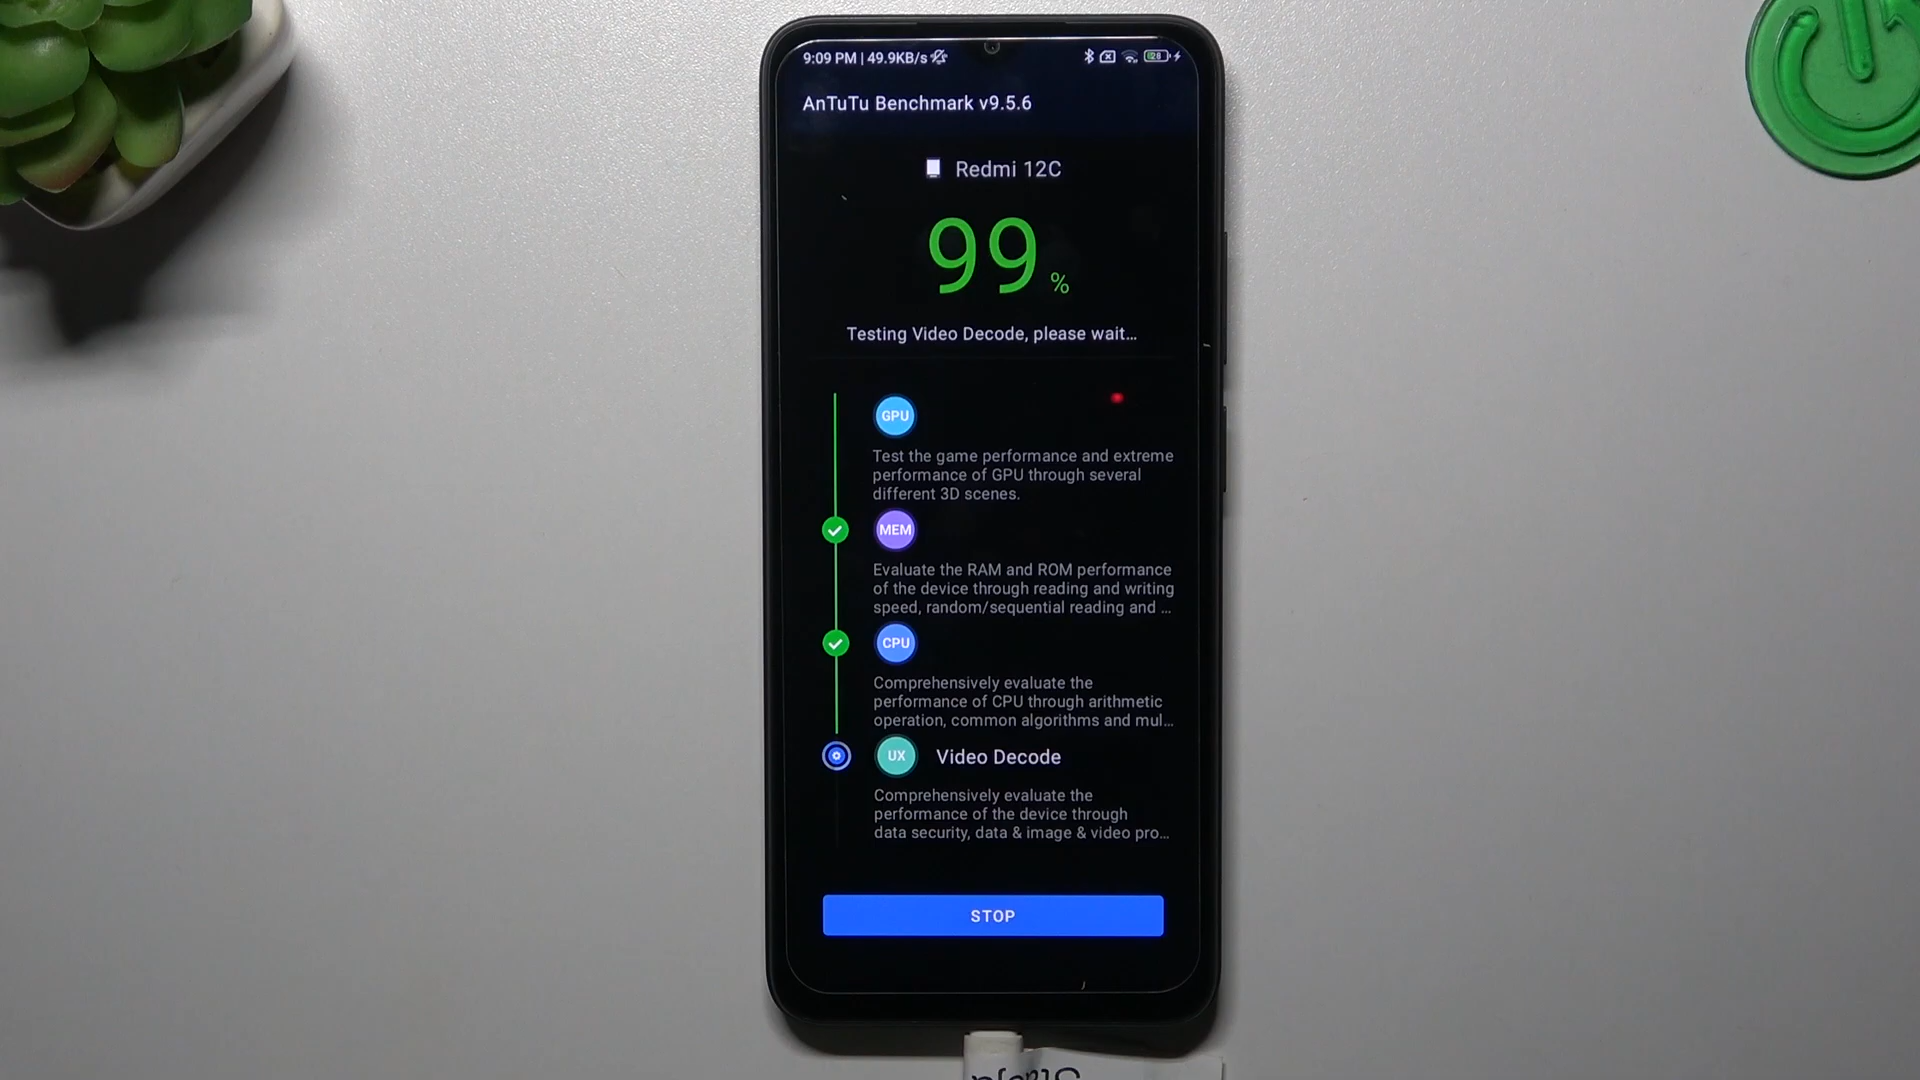 9:09 PM | 49.9KB/s
28
AnTuTu Benchmark v9.5.6
Redmi 12C
99 %
Testing Video Decode, please wait...
GPU
Test the game performance and extreme
performance of GPU through several
different 3D scenes.
MEM
Evaluate the RAM and ROM performance
of the device through reading and writing
speed, random/sequential reading and ...
CPU
Comprehensively evaluate the
performance of CPU through arithmetic
operation, common algorithms and mul...
UX Video Decode
Comprehensively evaluate the
performance of the device through
data security, data & image & video pro...
STOP